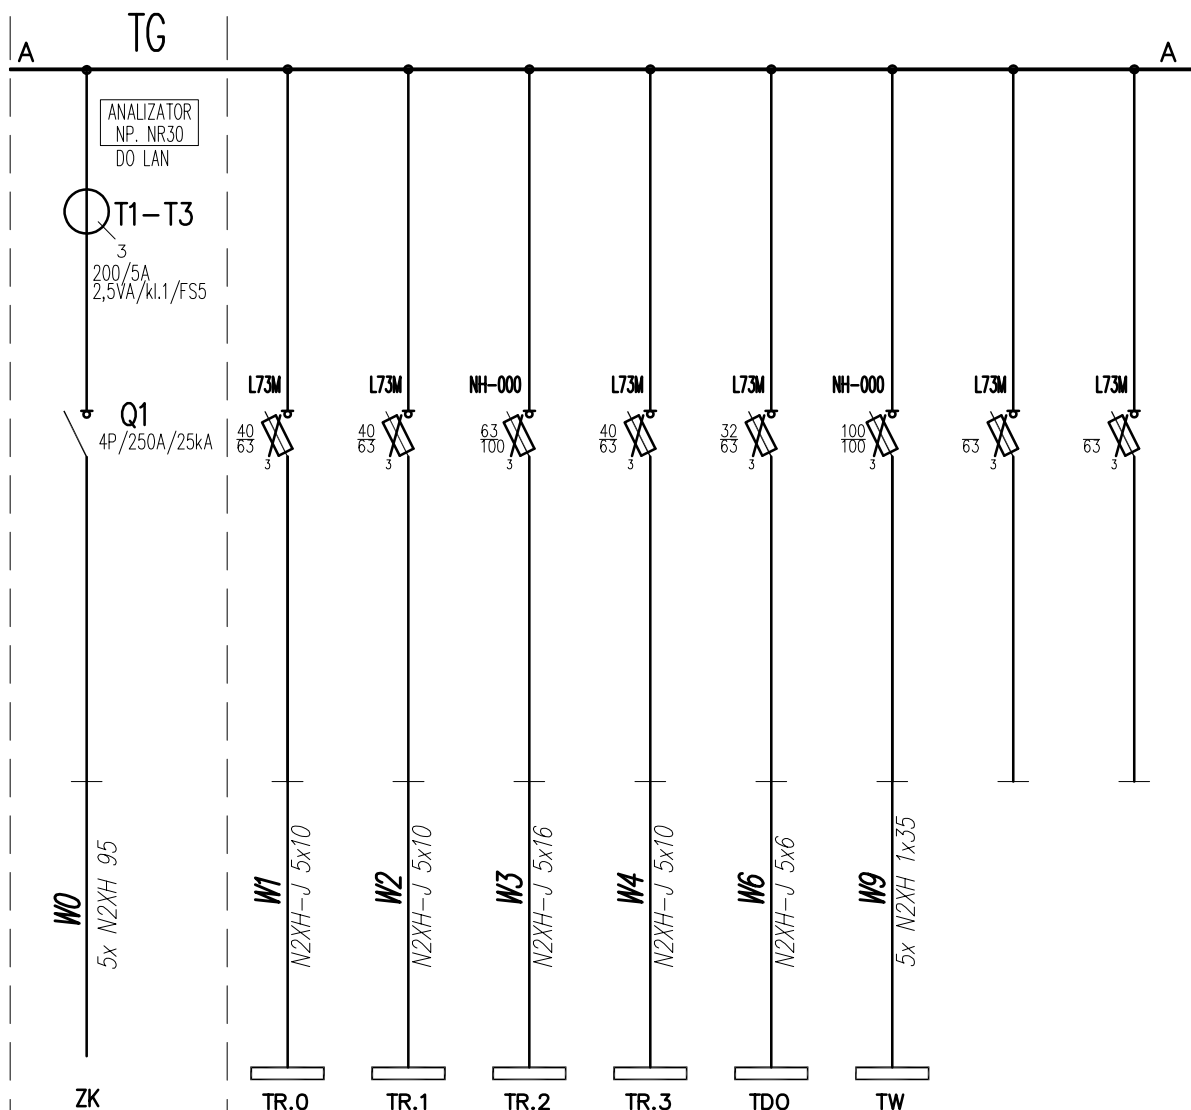 TG
A
A
ANALIZATOR
NP. NR30
DO LAN
T1-T3
3
200/5A
2,5VA/kl.1/FS5
Q1
4P/250A/25kA
L73M
40
63
3
L73M
40
63
3
NH-000
63
100
3
L73M
40
63
3
L73M
32
63
3
NH-000
100
100
3
L73M
63
3
L73M
63
3
W0
5x N2XH 95
W1
N2XH-J 5x10
W2
N2XH-J 5x10
W3
N2XH-J 5x16
W4
N2XH-J 5x10
W6
N2XH-J 5x6
W9
5x N2XH 1x35
ZK
TR.0
TR.1
TR.2
TR.3
TDO
TW